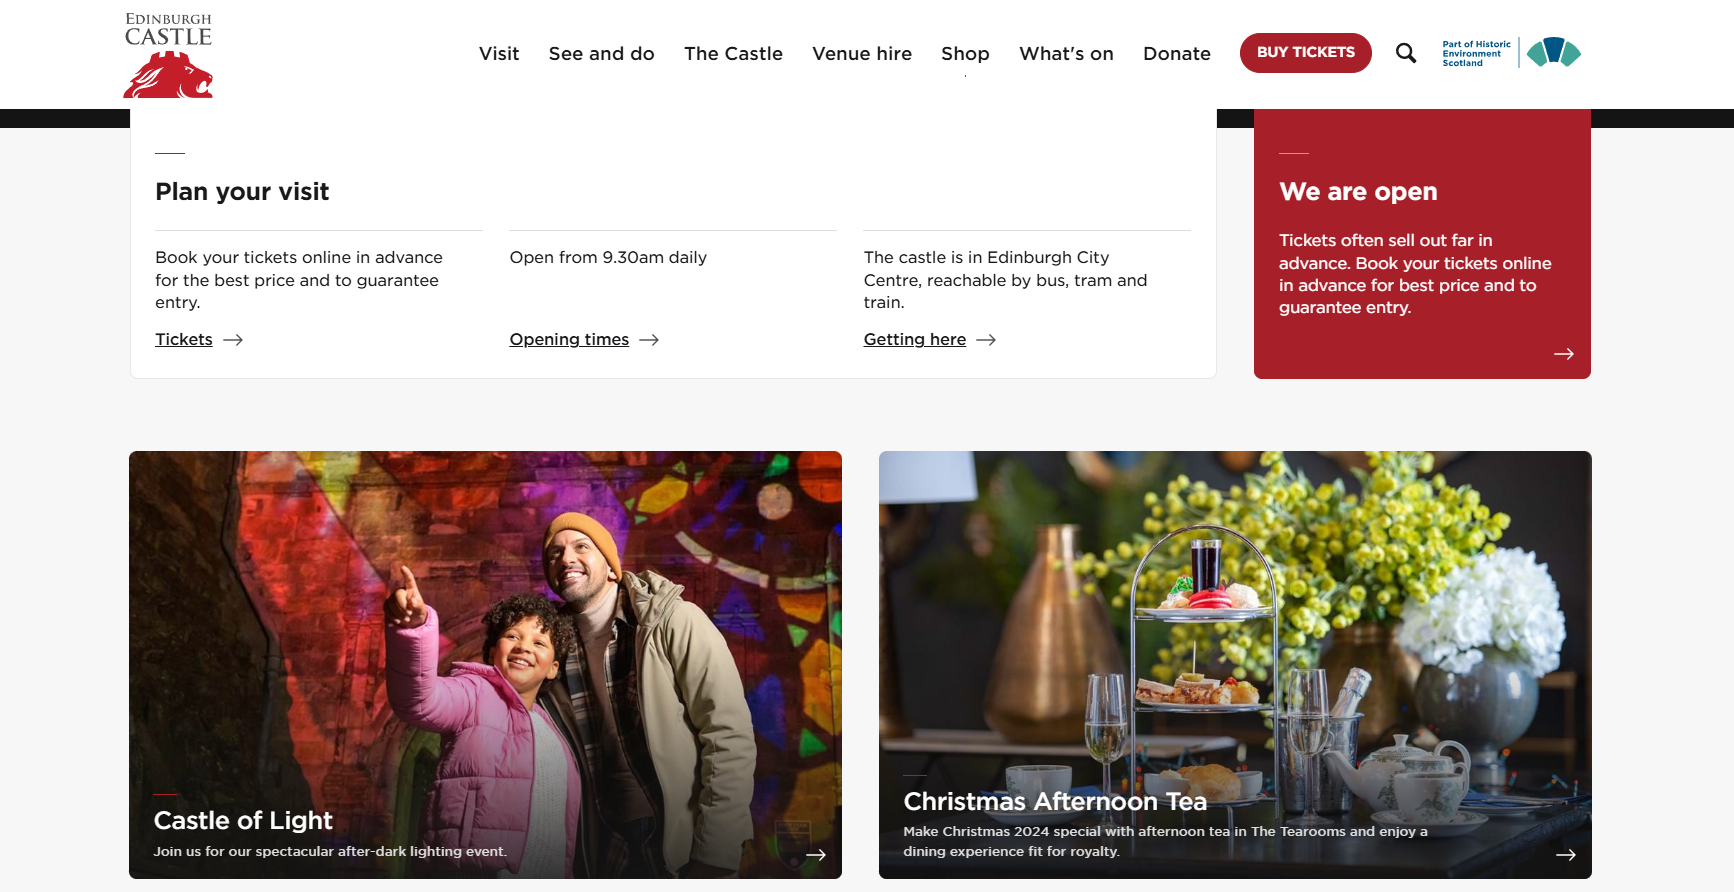 EDINBURGH
CASTLE
Visit
See and do
The Castle
Venue hire
Shop
What's on
Donate
BUY TICKETS
Part of Historic
Environment
Scotland
Plan your visit
Book your tickets online in advance
for the best price and to guarantee
entry.
Tickets
Open from 9.30am daily
Opening times
The castle is in Edinburgh City
Centre, reachable by bus, tram and
train.
Getting here
We are open
Tickets often sell out far in
advance. Book your tickets online
in advance for best price and to
guarantee entry.
Castle of Light
Join us for our spectacular after-dark lighting event.
Christmas Afternoon Tea
Make Christmas 2024 special with afternoon tea in The Tearooms and enjoy a
dining experience fit for royalty.